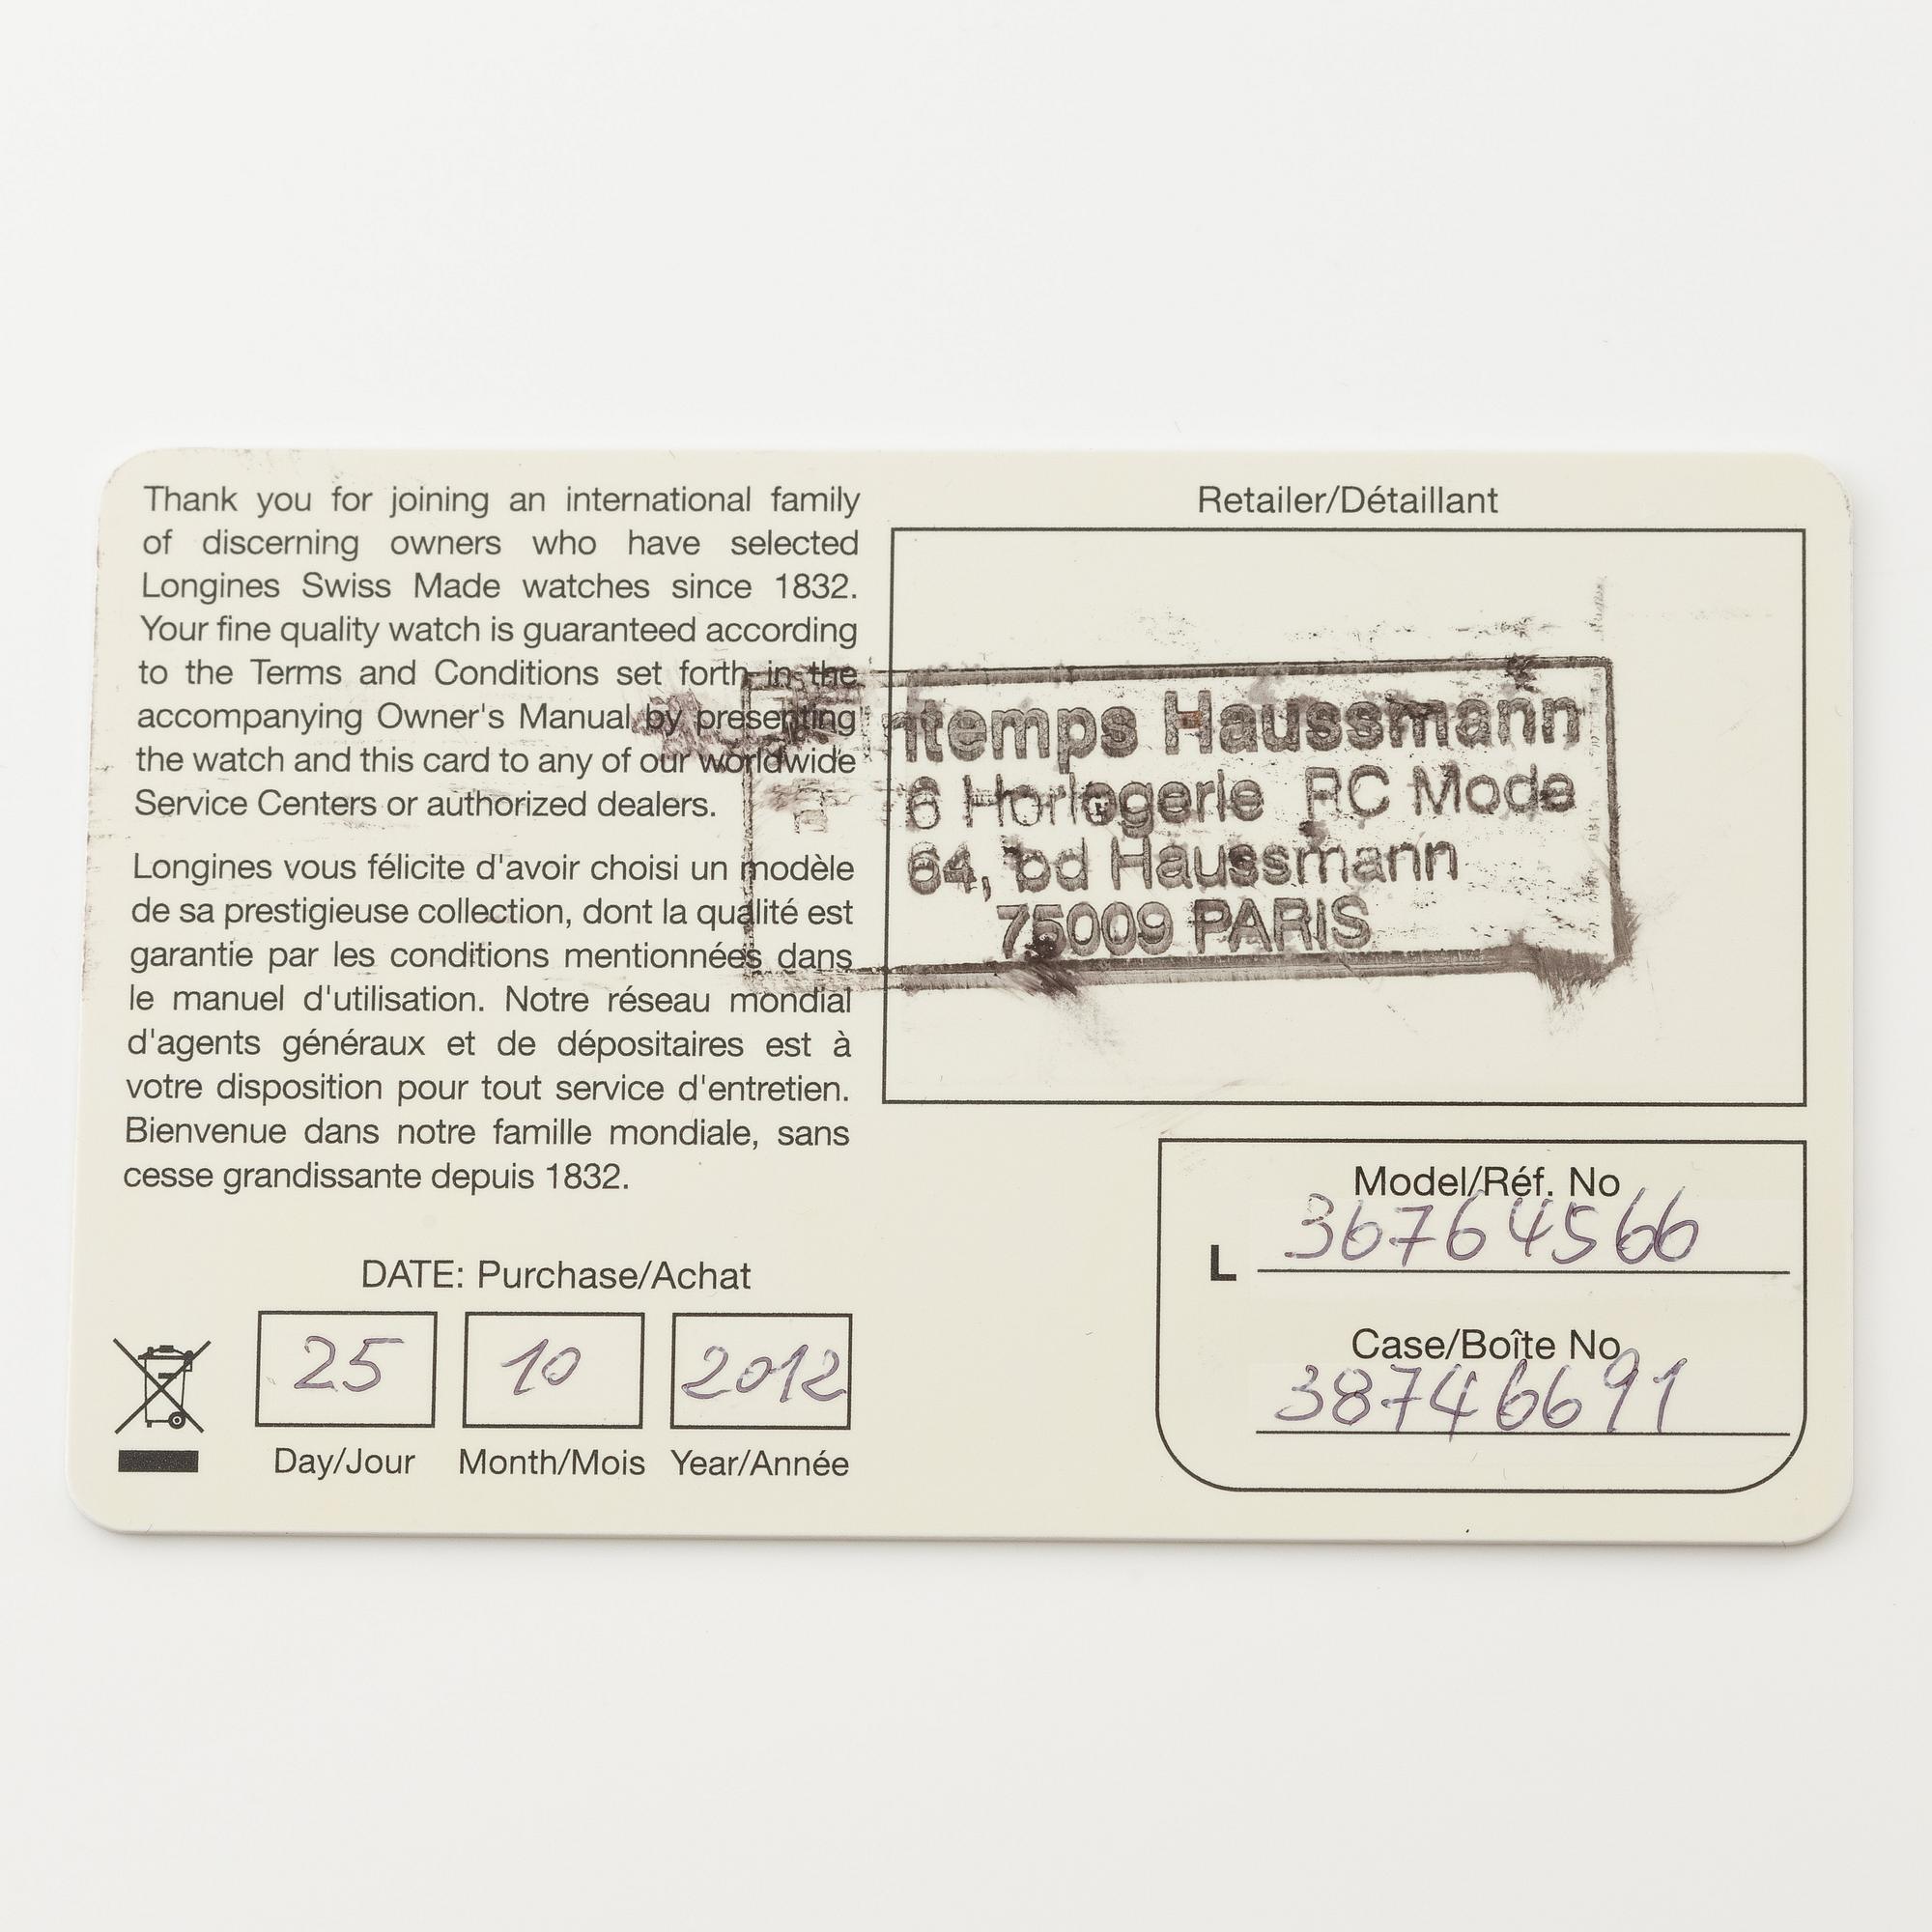 Thank you for joining an international family
of discerning owners who have selected
Longines Swiss Made watches since 1832.
Your fine quality watch is guaranteed according
to the Terms and Conditions set forth in the
accompanying Owner's Manual by presenting
the watch and this card to any of our worldwide
Service Centers or authorized dealers.
Longines vous félicite d'avoir choisi un modèle
de sa prestigieuse collection, dont la qualité est
garantie par les conditions mentionnées dans
le manuel d'utilisation. Notre réseau mondial
d'agents généraux et de dépositaires est à
votre disposition pour tout service d'entretien.
Bienvenue dans notre famille mondiale, sans
cesse grandissante depuis 1832.
DATE: Purchase/Achat
25 10 2012
Day/Jour Month/Mois Year/Année
Retailer/Détaillant
Haussmann
6 Horlogerie PC Mode
64, bd Haussmann
75009 PARIS
Model/Réf. No
L 36764566
Case/Boîte No
38746691